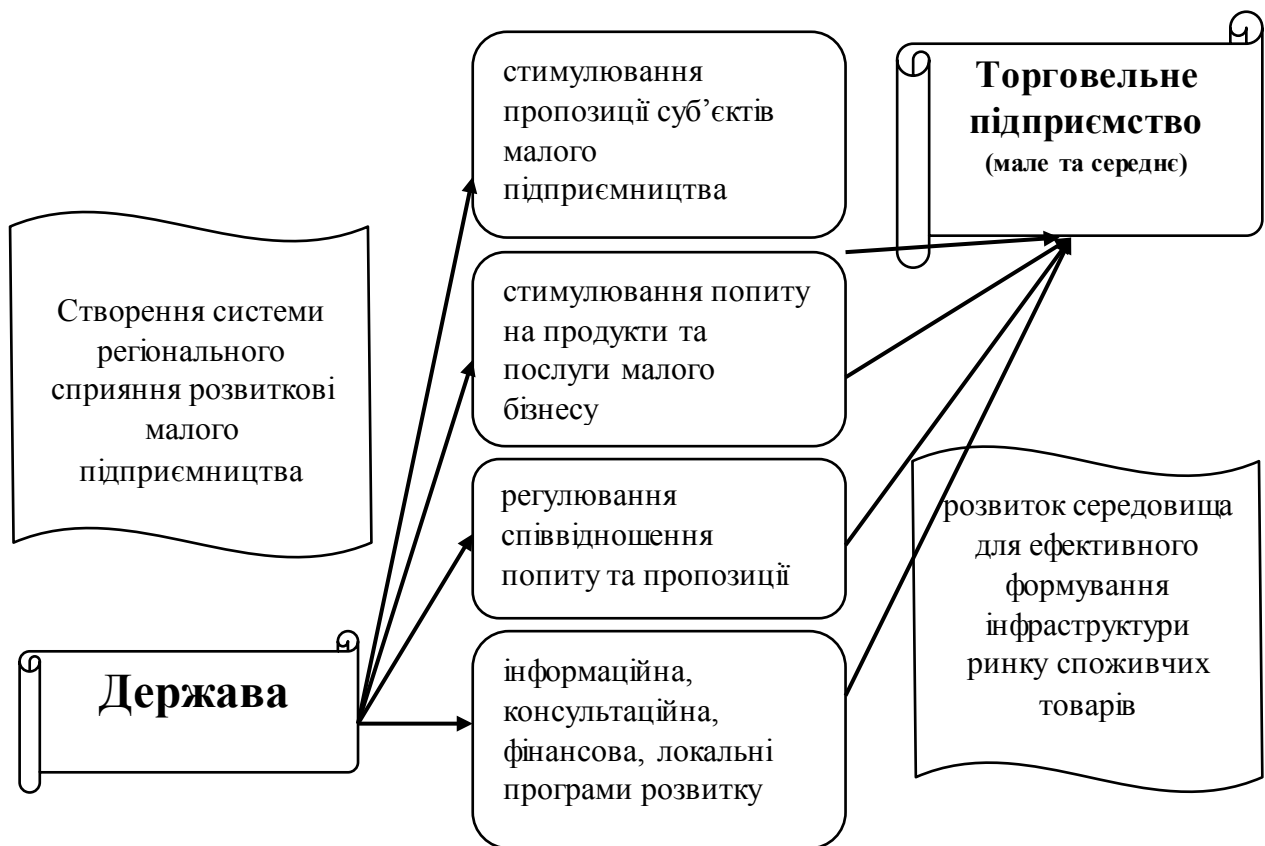 стимулювання
пропозиції суб’єктів
малого
підприємництва
Торговельне
підприємство
(мале та середнє)
Створення системи
регіонального
сприяння розвиткові
малого
підприємництва
стимулювання попиту
на продукти та
послуги малого
бізнесу
регулювання
співвідношення
попиту та пропозиції
розвиток середовища
для ефективного
формування
інфраструктури
ринку споживчих
товарів
Держава
інформаційна,
консультаційна,
фінансова, локальні
програми розвитку